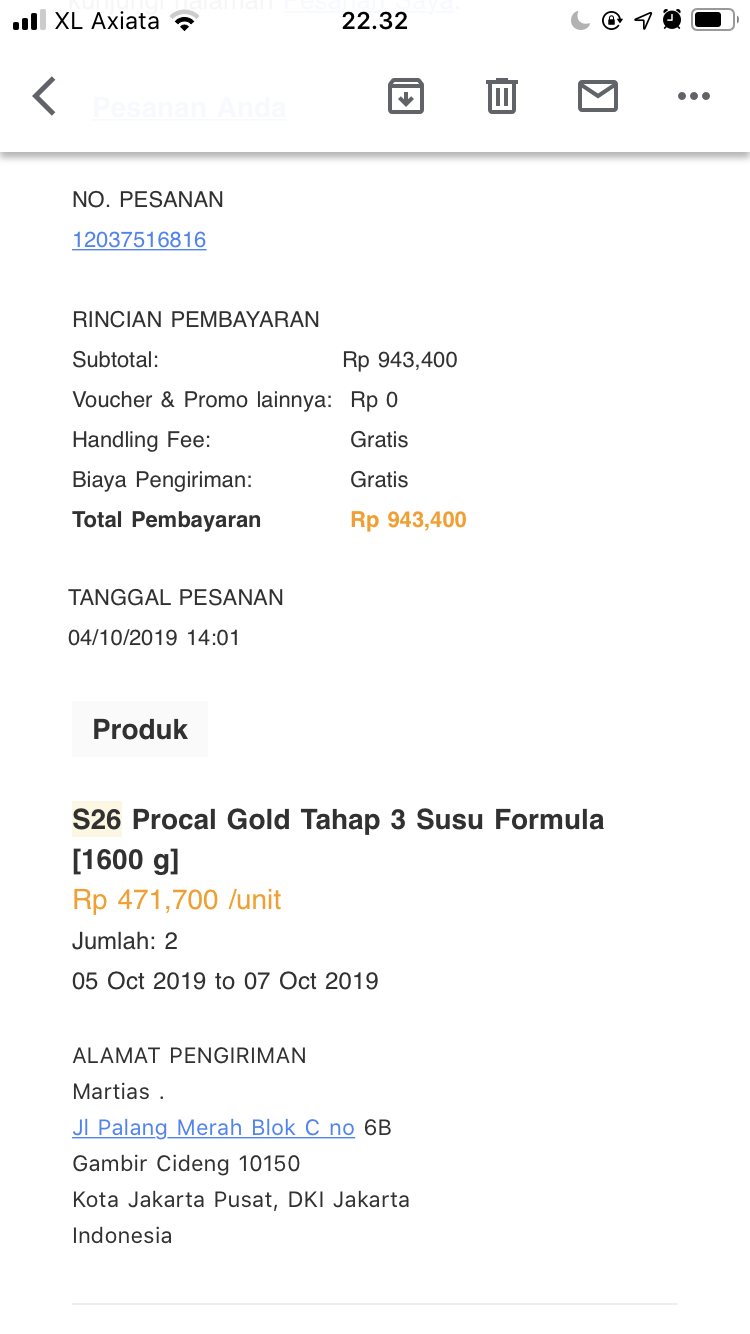 kunjungi halaman Pesanan Saya.
XL Axiata
22.32
Pesanan Anda
NO. PESANAN
12037516816
RINCIAN PEMBAYARAN
Subtotal: Rp 943,400
Voucher & Promo lainnya: Rp 0
Handling Fee: Gratis
Biaya Pengiriman: Gratis
Total Pembayaran Rp 943,400
TANGGAL PESANAN
04/10/2019 14:01
Produk
S26 Procal Gold Tahap 3 Susu Formula
[1600 g]
Rp 471,700 /unit
Jumlah: 2
05 Oct 2019 to 07 Oct 2019
ALAMAT PENGIRIMAN
Martias .
Jl Palang Merah Blok C no 6B
Gambir Cideng 10150
Kota Jakarta Pusat, DKI Jakarta
Indonesia